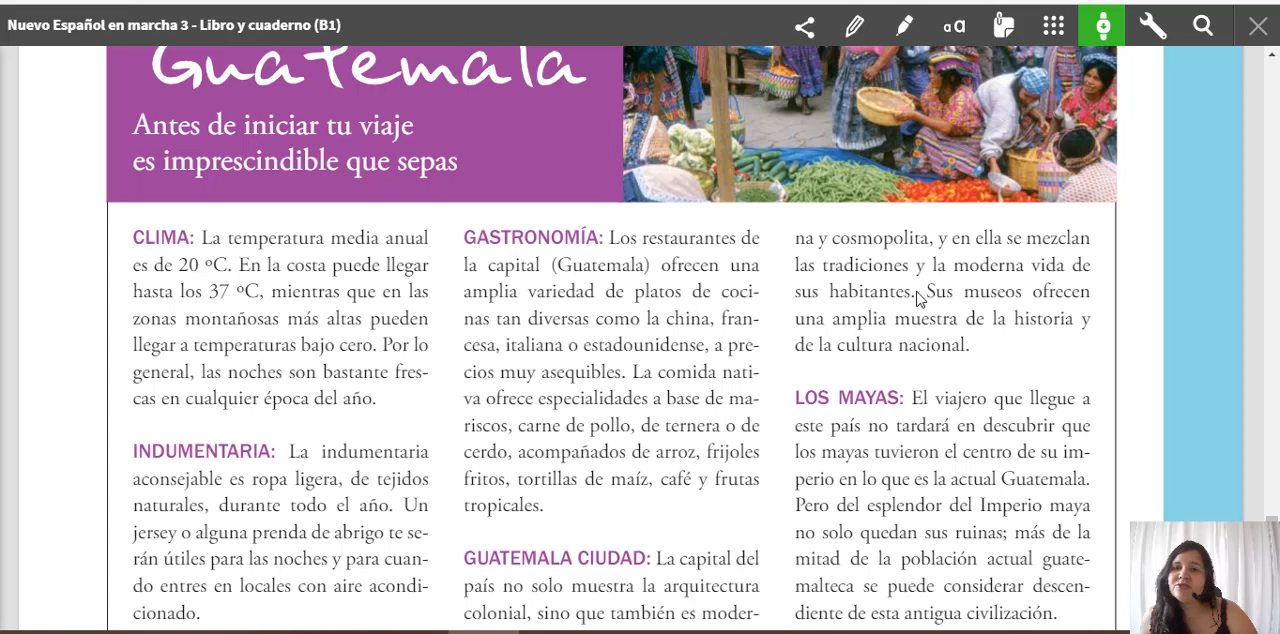 Nuevo Español en marcha 3 - Libro y cuaderno (B1)
aA
Guatemala
Antes de iniciar tu viaje
es imprescindible que sepas
CLIMA: La temperatura media anual
es de 20 ºC. En la costa puede llegar
hasta los 37 ºC, mientras que en las
zonas montañosas más altas pueden
llegar a temperaturas bajo cero. Por lo
general, las noches son bastante fres-
cas en cualquier época del año.
INDUMENTARIA: La indumentaria
aconsejable es ropa ligera, de tejidos
naturales, durante todo el año. Un
jersey o alguna prenda de abrigo te se-
rán útiles para las noches y para cuan-
do entres en locales con aire acondi-
cionado.
GASTRONOMÍA: Los restaurantes de
la capital (Guatemala) ofrecen una
amplia variedad de platos de coci-
nas tan diversas como la china, fran-
cesa, italiana o estadounidense, a pre-
cios muy asequibles. La comida nati-
va ofrece especialidades a base de ma-
riscos, carne de pollo, de ternera o de
cerdo, acompañados de arroz, frijoles
fritos, tortillas de maíz, café y frutas
tropicales.
GUATEMALA CIUDAD: La capital del
país no solo muestra la arquitectura
colonial, sino que también es moder-
na y cosmopolita, y en ella se mezclan
las tradiciones y la moderna vida de
sus habitantes. Sus museos ofrecen
una amplia muestra de la historia y
de la cultura nacional.
LOS MAYAS: El viajero que llegue a
este país no tardará en descubrir que
los mayas tuvieron el centro de su im-
perio en lo que es la actual Guatemala.
Pero del esplendor del Imperio maya
no solo quedan sus ruinas; más de la
mitad de la población actual guate-
malteca se puede considerar descen-
diente de esta antigua civilización.